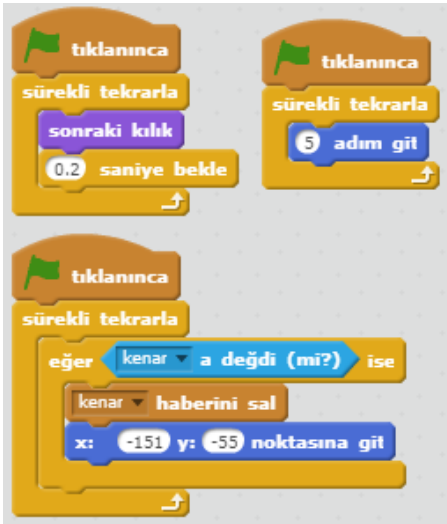 tıklanınca
sürekli tekrarla
sonraki kılık
0.2 saniye bekle
tıklanınca
sürekli tekrarla
5 adım git
tıklanınca
sürekli tekrarla
eğer kenar a değdi (mi?) ise
kenar haberini sal
x: -151 y: -55 noktasına git